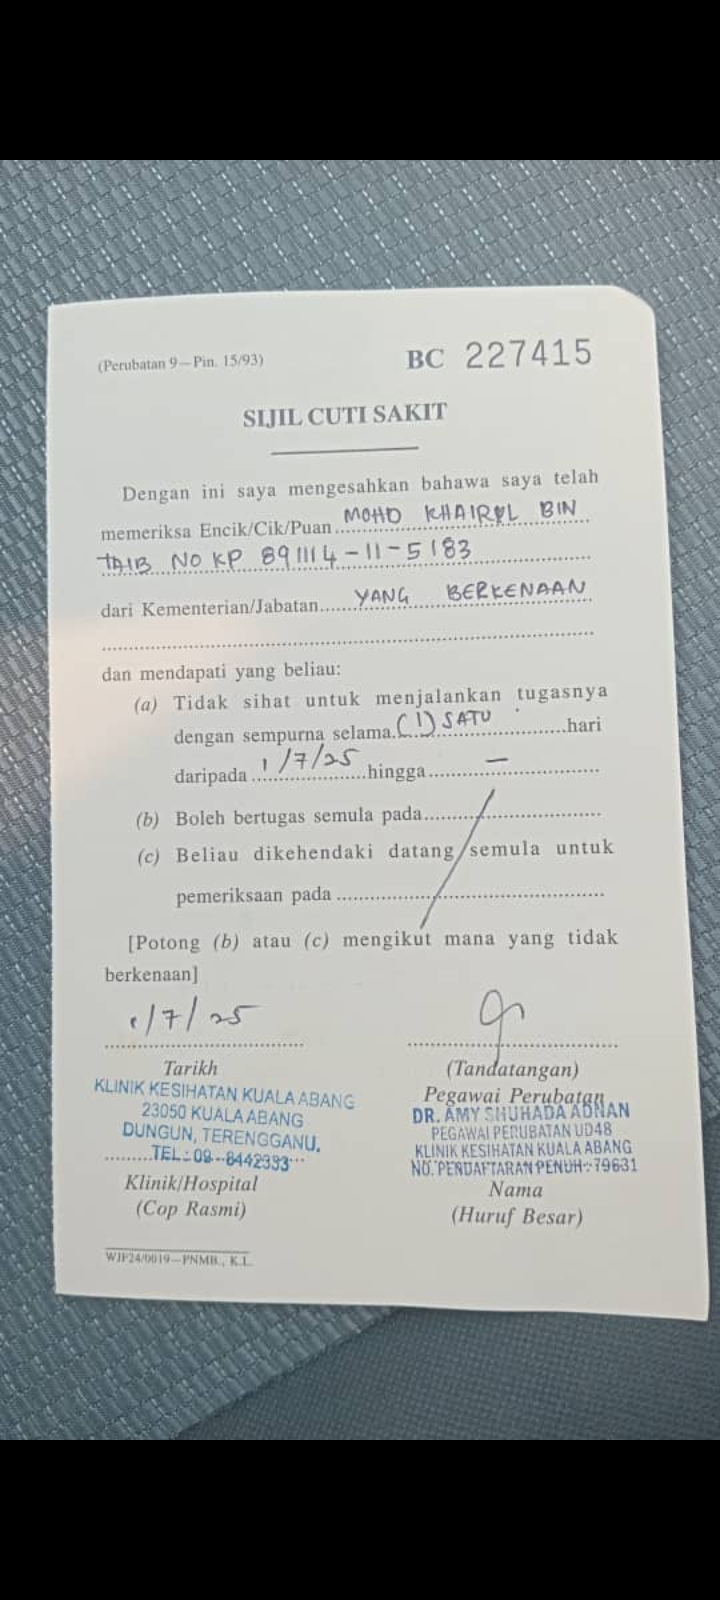 (Perubatan 9—Pin. 15/93)
BC 227415
SIJIL CUTI SAKIT
Dengan ini saya mengesahkan bahawa saya telah
memeriksa Encik/Cik/Puan MOHD KHAIRUL BIN
TAIB NO KP 891114-11-5183
dari Kementerian/Jabatan YANG BERKENAAN
dan mendapati yang beliau:
(a) Tidak sihat untuk menjalankan tugasnya
dengan sempurna selama (1) SATU hari
daripada 1/7/25 hingga —
(b) Boleh bertugas semula pada
(c) Beliau dikehendaki datang semula untuk
pemeriksaan pada
[Potong (b) atau (c) mengikut mana yang tidak
berkenaan]
1/7/25
Tarikh
KLINIK KESIHATAN KUALA ABANG
23050 KUALA ABANG
DUNGUN, TERENGGANU.
TEL: 09-8442393
Klinik/Hospital
(Cop Rasmi)
(Tandatangan)
Pegawai Perubatan
DR. AMY SHUHADA ADNAN
PEGAWAI PERUBATAN UD48
KLINIK KESIHATAN KUALA ABANG
NO. PENDAFTARAN PENUH: 79631
Nama
(Huruf Besar)
WJP24/0019—PNMB., K.L.